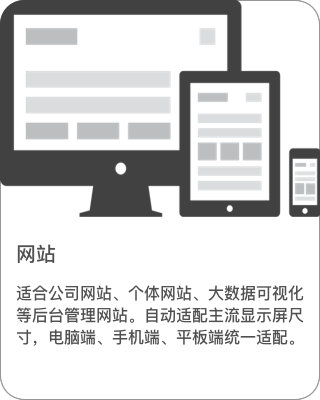 网站
适合公司网站、个体网站、大数据可视化
等后台管理网站。自动适配主流显示屏尺
寸，电脑端、手机端、平板端统一适配。